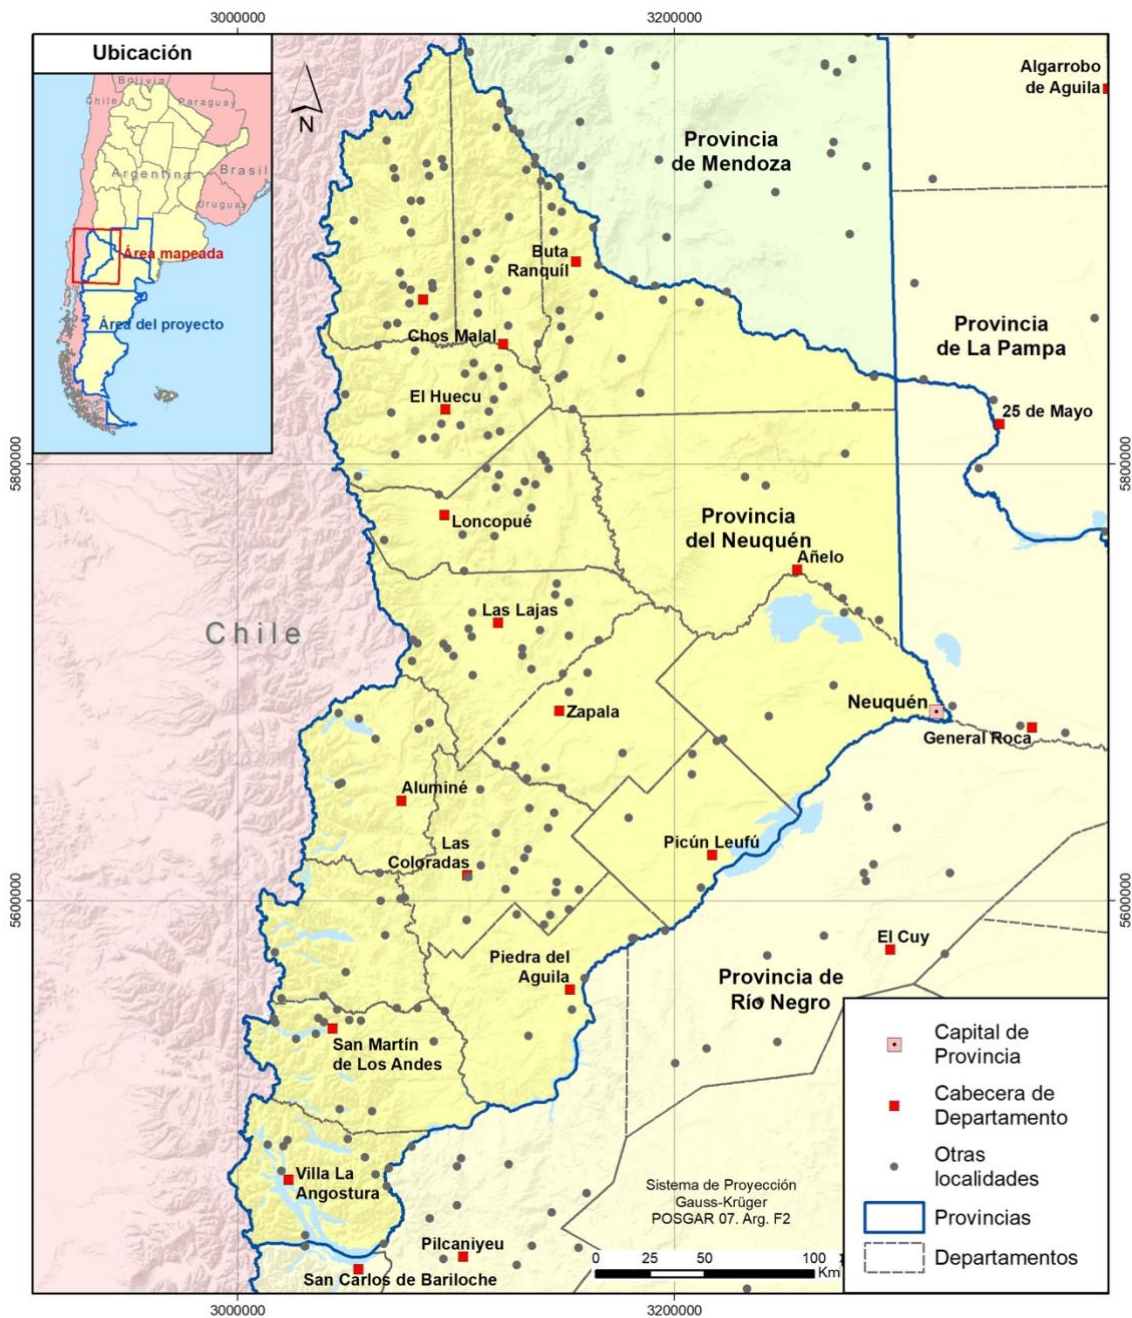 3000000
3200000
Ubicación
Bolivia
Chile
Paraguay
Argentina
Brasil
Uruguay
Área mapeada
Área del proyecto
N
Algarrobo
de Aguila
Provincia
de Mendoza
Buta
Ranquíl
Provincia
de La Pampa
Chos Malal
El Huecu
25 de Mayo
5800000
5800000
Loncopué
Provincia
del Neuquén
Añelo
Las Lajas
Chile
Zapala
Neuquén
General Roca
Aluminé
Las
Coloradas
Picún Leufú
5600000
5600000
El Cuy
Piedra del
Aguila
Provincia de
Río Negro
San Martín
de Los Andes
Capital de
Provincia
Cabecera de
Departamento
Otras
localidades
Provincias
Departamentos
Villa La
Angostura
Sistema de Proyección
Gauss-Krüger
POSGAR 07. Arg. F2
Pilcaniyeu
San Carlos de Bariloche
0 25 50 100
Km
3000000
3200000